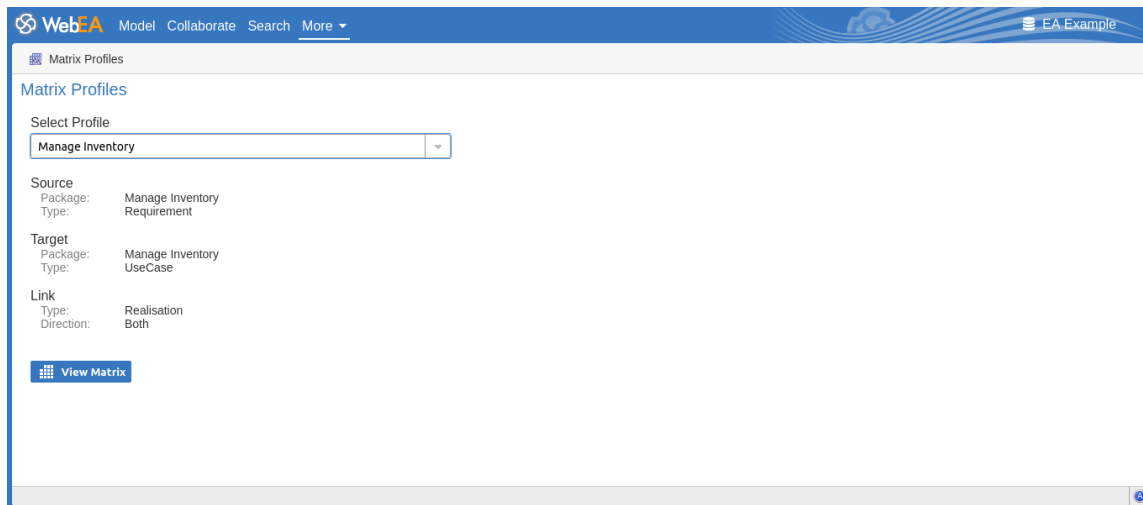 WebEA Model Collaborate Search More EA Example
Matrix Profiles
Matrix Profiles
Select Profile
Manage Inventory
Source
Package: Manage Inventory
Type: Requirement
Target
Package: Manage Inventory
Type: UseCase
Link
Type: Realisation
Direction: Both
View Matrix